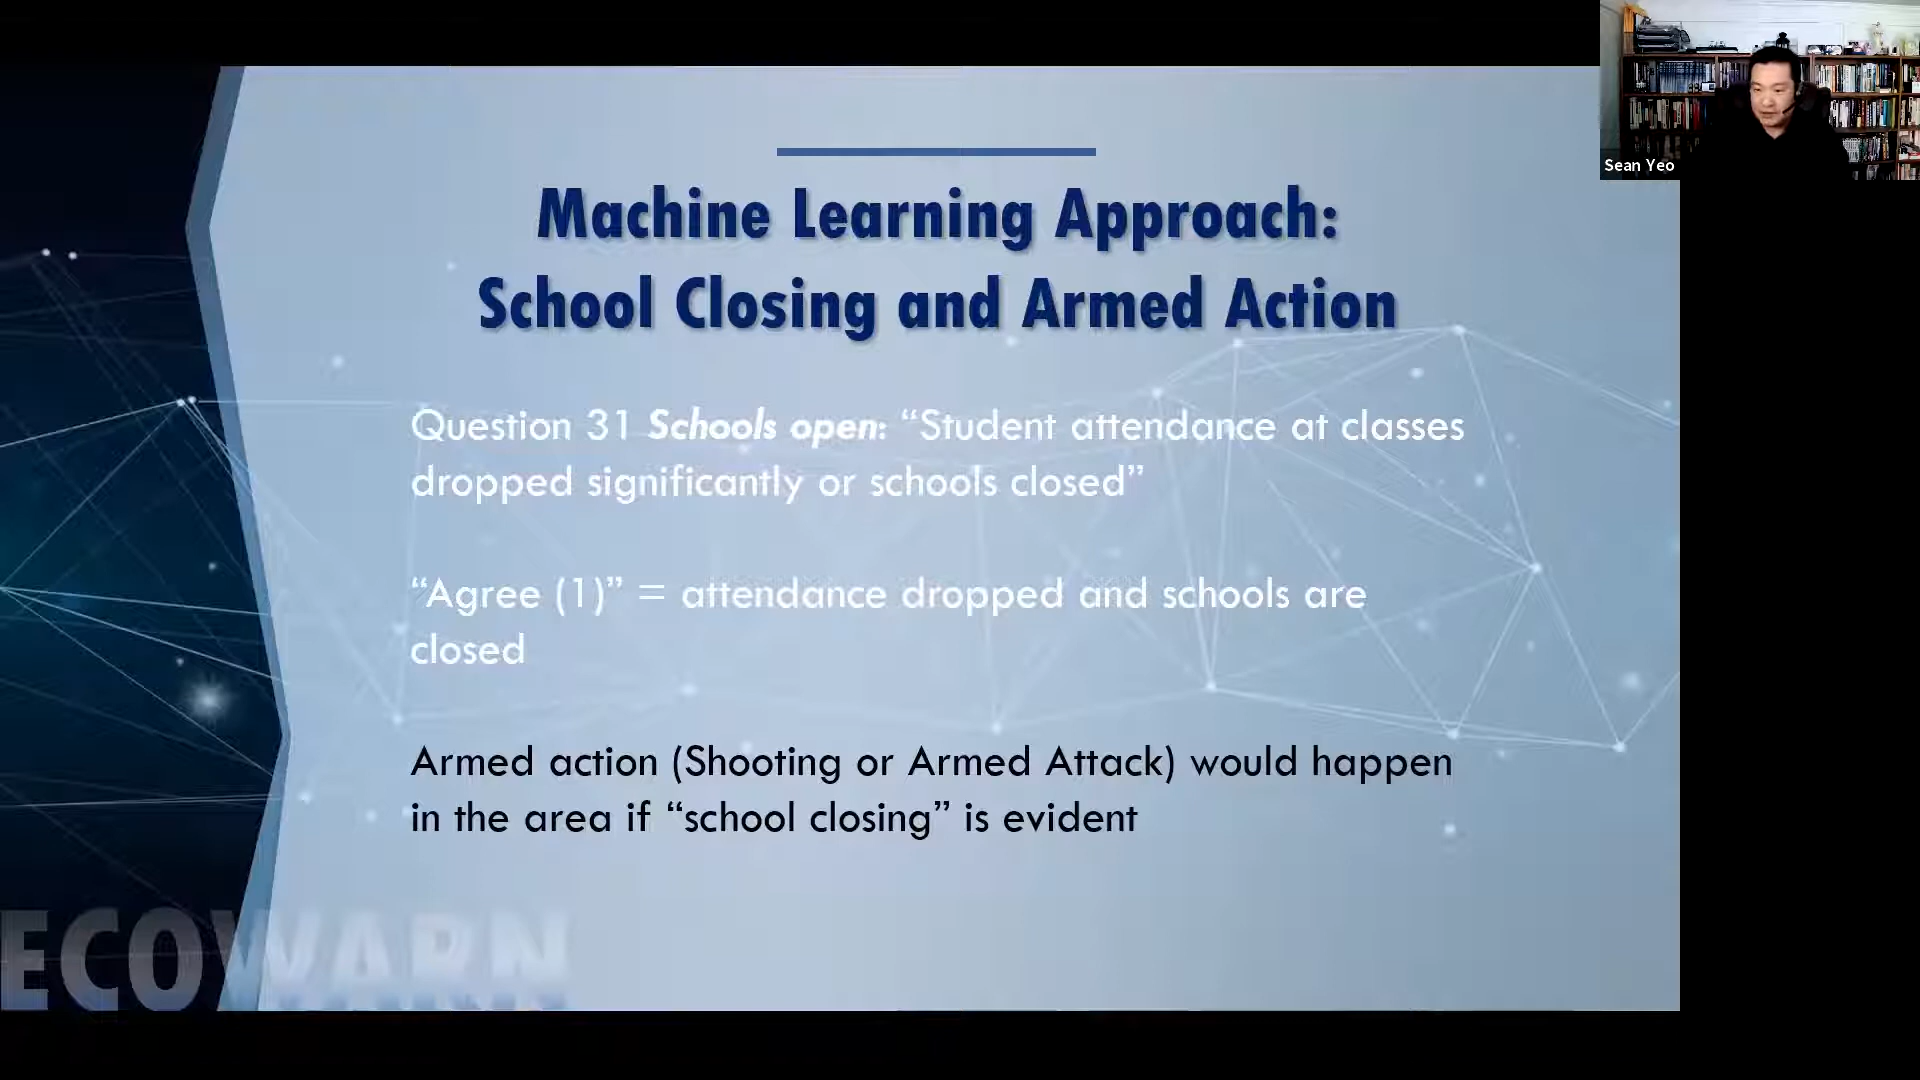 Sean Yeo
Machine Learning Approach:
School Closing and Armed Action
Question 31 Schools open: “Student attendance at classes
dropped significantly or schools closed”
“Agree (1)” = attendance dropped and schools are
closed
Armed action (Shooting or Armed Attack) would happen
in the area if “school closing” is evident
ECOWARN